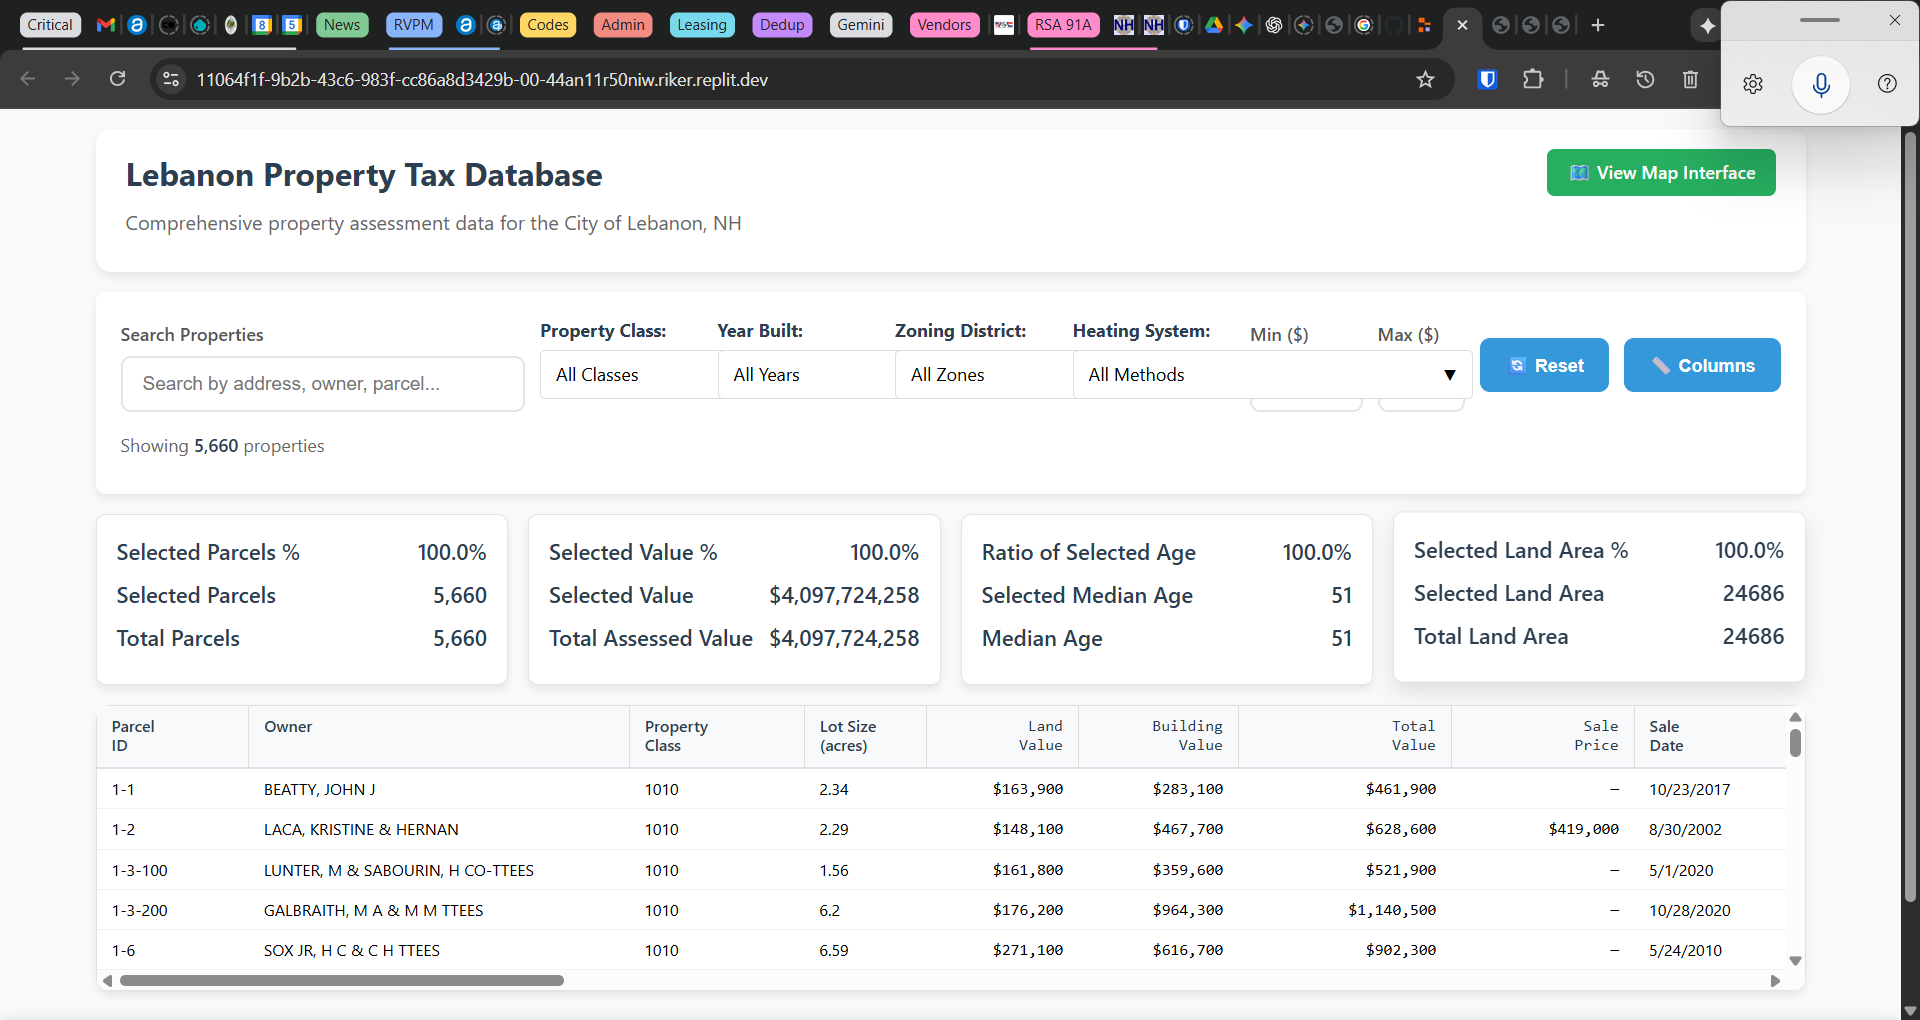 Critical
News
RVPM
Codes
Admin
Leasing
Dedup
Gemini
Vendors
RSA 91A
11064f1f-9b2b-43c6-983f-cc86a8d3429b-00-44an11r50niw.riker.replit.dev
Lebanon Property Tax Database
View Map Interface
Comprehensive property assessment data for the City of Lebanon, NH
Search Properties
Property Class:
Year Built:
Zoning District:
Heating System:
Min ($)
Max ($)
Search by address, owner, parcel...
All Classes
All Years
All Zones
All Methods
Reset
Columns
Showing 5,660 properties
Selected Parcels % 100.0%
Selected Parcels 5,660
Total Parcels 5,660
Selected Value % 100.0%
Selected Value $4,097,724,258
Total Assessed Value $4,097,724,258
Ratio of Selected Age 100.0%
Selected Median Age 51
Median Age 51
Selected Land Area % 100.0%
Selected Land Area 24686
Total Land Area 24686
Parcel ID Owner Property Class Lot Size (acres) Land Value Building Value Total Value Sale Price Sale Date
1-1 BEATTY, JOHN J 1010 2.34 $163,900 $283,100 $461,900 – 10/23/2017
1-2 LACA, KRISTINE & HERNAN 1010 2.29 $148,100 $467,700 $628,600 $419,000 8/30/2002
1-3-100 LUNTER, M & SABOURIN, H CO-TTEES 1010 1.56 $161,800 $359,600 $521,900 – 5/1/2020
1-3-200 GALBRAITH, M A & M M TTEES 1010 6.2 $176,200 $964,300 $1,140,500 – 10/28/2020
1-6 SOX JR, H C & C H TTEES 1010 6.59 $271,100 $616,700 $902,300 – 5/24/2010